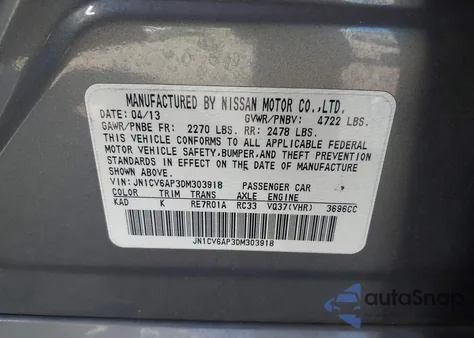 MANUFACTURED BY NISSAN MOTOR CO.,LTD.
DATE: 04/13 GVWR/PNBV: 4722 LBS.
GAWR/PNBE FR: 2270 LBS. RR: 2478 LBS.
THIS VEHICLE CONFORMS TO ALL APPLICABLE FEDERAL
MOTOR VEHICLE SAFETY, BUMPER, AND THEFT PREVENTION
STANDARDS IN EFFECT ON THE DATE OF MANUFACTURE
SHOWN ABOVE.
VIN: JN1CV6AP3DM303918 PASSENGER CAR
COLOR TRIM TRANS AXLE ENGINE
KAD K RE7R01A RC33 VQ37(VHR) 3696CC
JN1CV6AP3DM303918
autoSnap